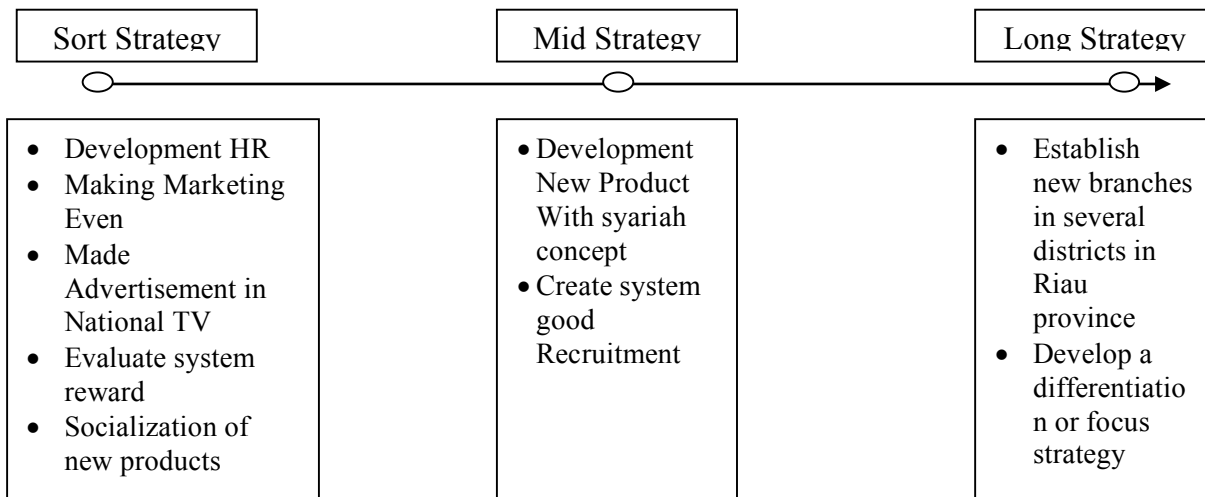 Sort Strategy
Mid Strategy
Long Strategy
• Development HR
• Making Marketing
Even
• Made
Advertisement in
National TV
• Evaluate system
reward
• Socialization of
new products
• Development
New Product
With syariah
concept
• Create system
good
Recruitment
• Establish
new branches
in several
districts in
Riau
province
• Develop a
differentiatio
n or focus
strategy